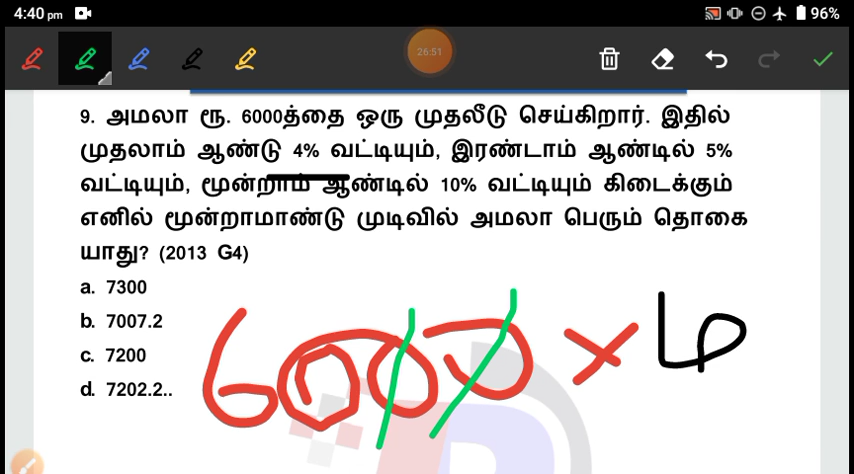 4:40 pm 96%
26:51
9. அமலா ரூ. 6000த்தை ஒரு முதலீடு செய்கிறார். இதில்
முதலாம் ஆண்டு 4% வட்டியும், இரண்டாம் ஆண்டில் 5%
வட்டியும், மூன்றாம் ஆண்டில் 10% வட்டியும் கிடைக்கும்
எனில் மூன்றாமாண்டு முடிவில் அமலா பெரும் தொகை
யாது? (2013 G4)
a. 7300
b. 7007.2
c. 7200
d. 7202.2..
6000 × 4